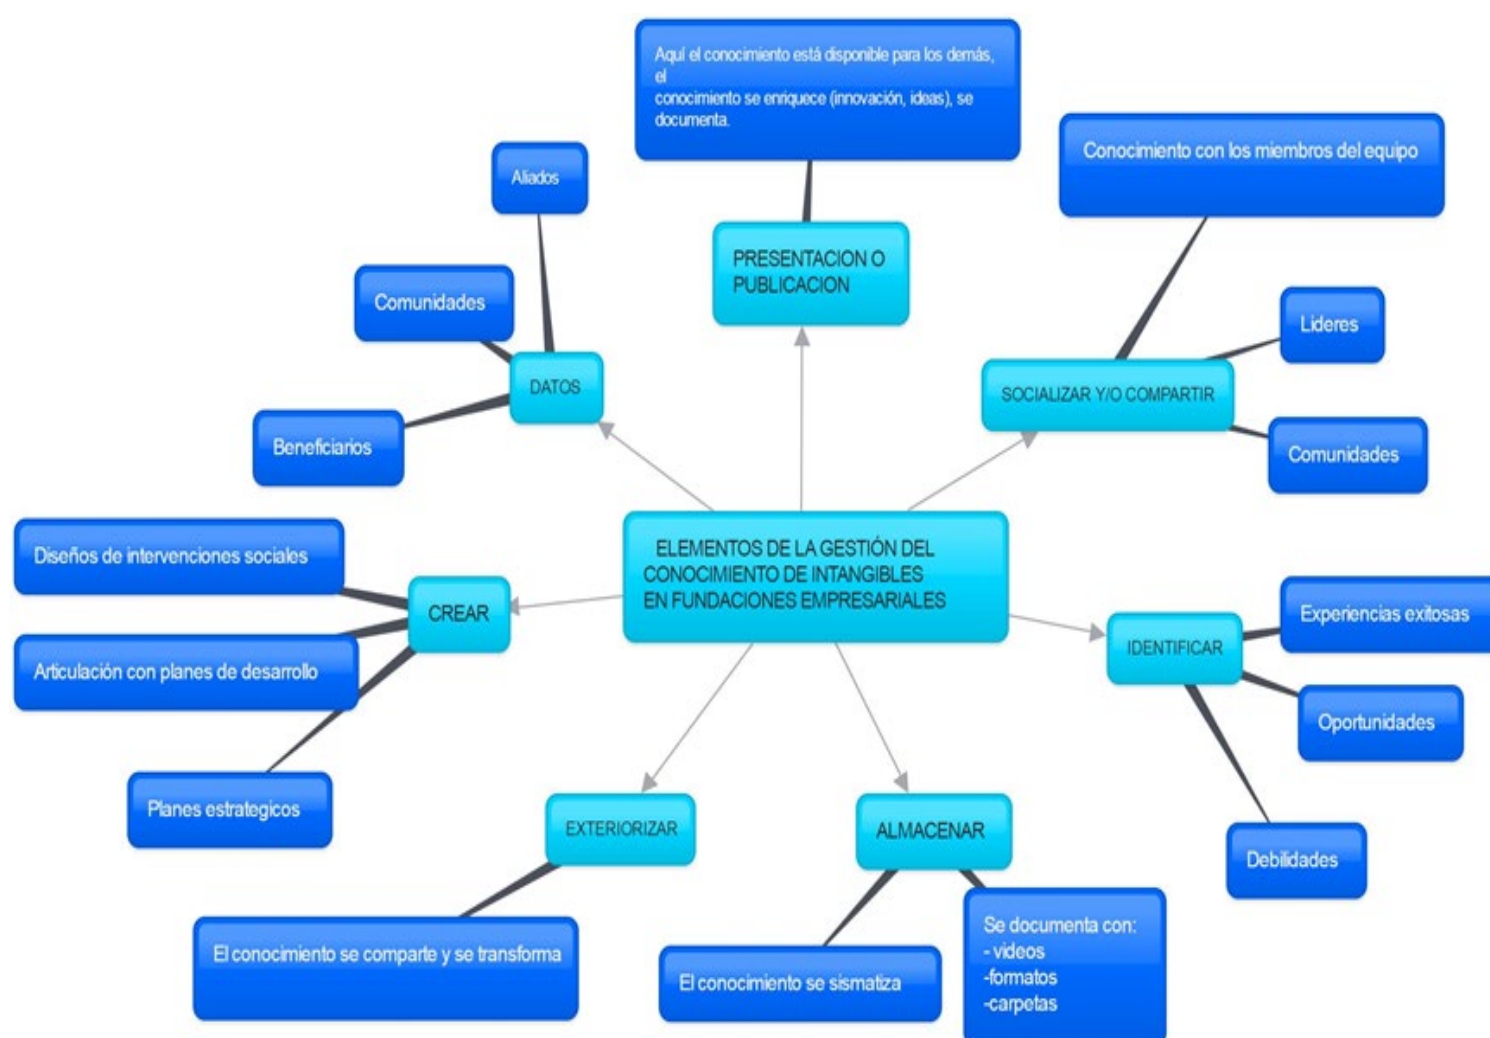 Aquí el conocimiento está disponible para los demás,
el
conocimiento se enriquece (innovación, ideas), se
documenta.
Conocimiento con los miembros del equipo
Aliados
PRESENTACION O
PUBLICACION
Comunidades
Lideres
DATOS
SOCIALIZAR Y/O COMPARTIR
Beneficiarios
Comunidades
ELEMENTOS DE LA GESTIÓN DEL
CONOCIMIENTO DE INTANGIBLES
EN FUNDACIONES EMPRESARIALES
Diseños de intervenciones sociales
CREAR
Experiencias exitosas
IDENTIFICAR
Articulación con planes de desarrollo
Oportunidades
Planes estrategicos
EXTERIORIZAR
ALMACENAR
Debilidades
El conocimiento se comparte y se transforma
El conocimiento se sismatiza
Se documenta con:
- videos
-formatos
-carpetas